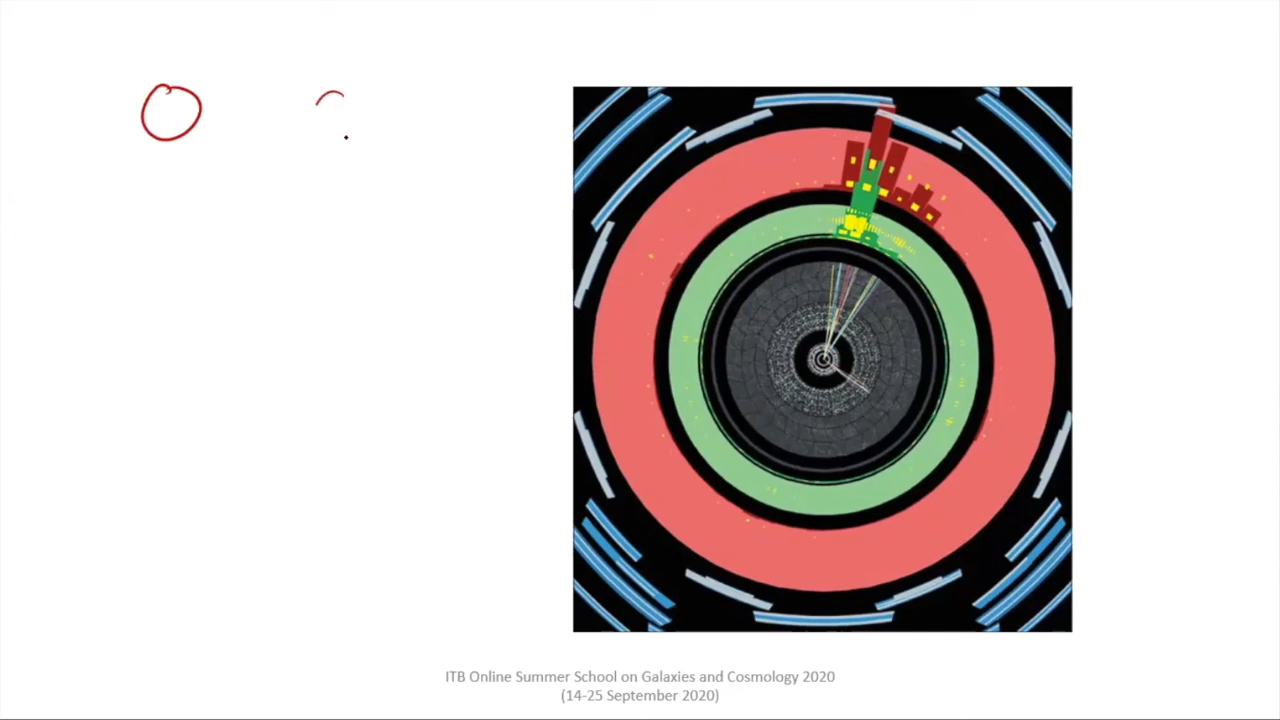 ITB Online Summer School on Galaxies and Cosmology 2020
(14-25 September 2020)